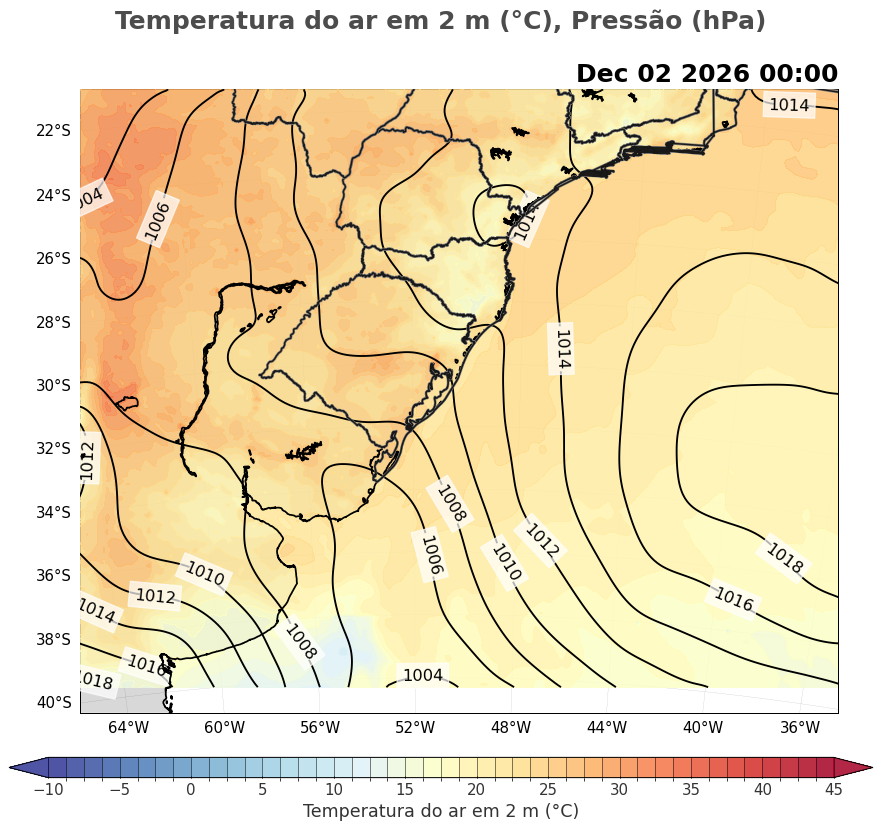 Temperatura do ar em 2 m (°C), Pressão (hPa)
Dec 02 2026 00:00
1014
22°S
24°S
1006
26°S
28°S
1014
30°S
1012
32°S
1008
34°S
1006
1010
1012
1018
36°S
1010
1012
1014
1016
38°S
1008
1016
1018
1004
40°S
64°W 60°W 56°W 52°W 48°W 44°W 40°W 36°W
−10 −5 0 5 10 15 20 25 30 35 40 45
Temperatura do ar em 2 m (°C)